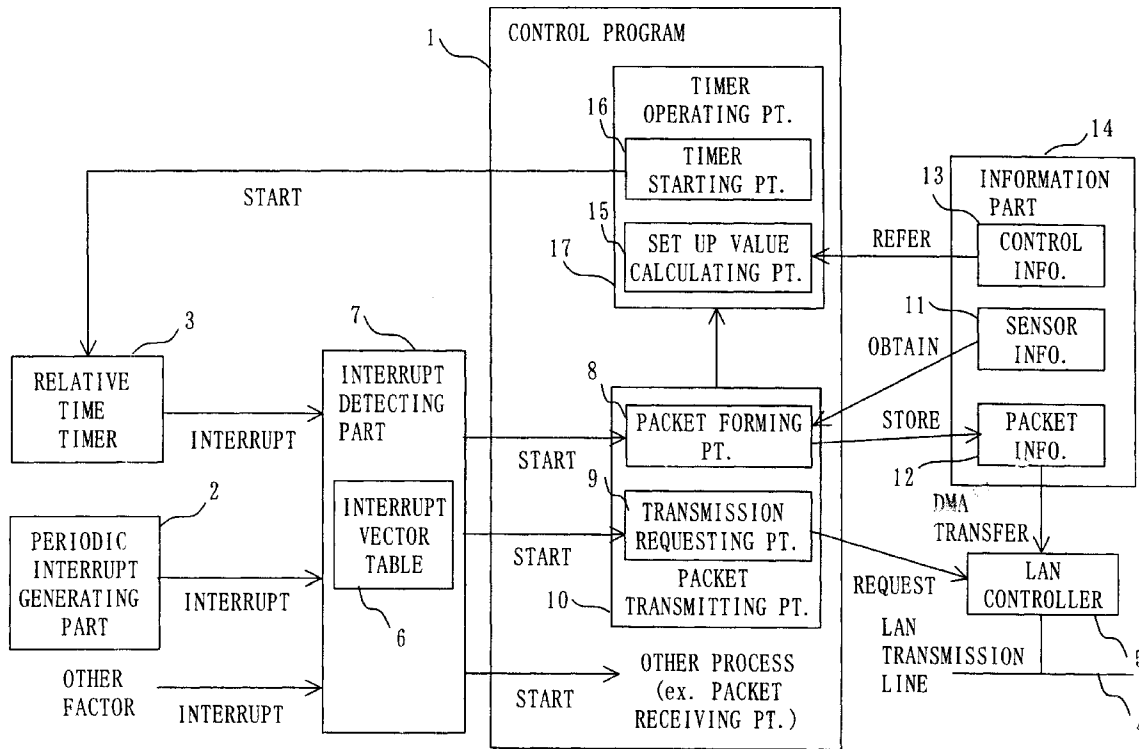 1
CONTROL PROGRAM
TIMER
OPERATING PT.
16
TIMER
STARTING PT.
START
15
SET UP VALUE
CALCULATING PT.
17
14
INFORMATION
PART
13
CONTROL
INFO.
REFER
11
SENSOR
INFO.
OBTAIN
PACKET
INFO.
12
STORE
3
RELATIVE
TIME
TIMER
INTERRUPT
7
INTERRUPT
DETECTING
PART
INTERRUPT
VECTOR
TABLE
6
START
8
PACKET FORMING
PT.
9
TRANSMISSION
REQUESTING PT.
START
10
PACKET
TRANSMITTING PT.
2
PERIODIC
INTERRUPT
GENERATING
PART
INTERRUPT
OTHER
FACTOR
INTERRUPT
START
OTHER PROCESS
(ex. PACKET
RECEIVING PT.)
DMA
TRANSFER
REQUEST
LAN
CONTROLLER
5
LAN
TRANSMISSION
LINE